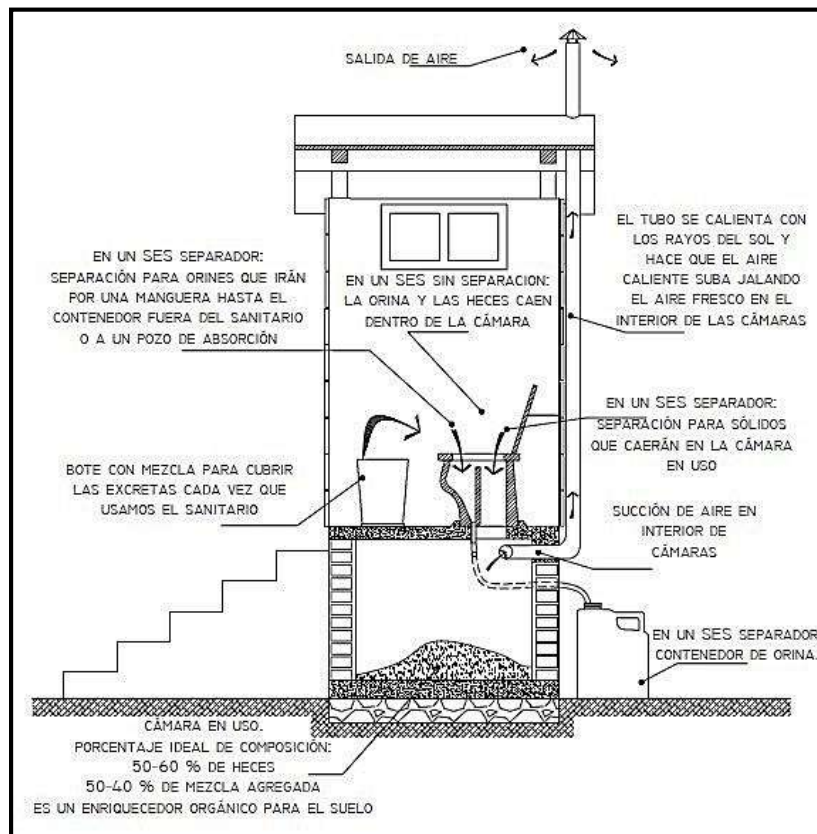 SALIDA DE AIRE
EL TUBO SE CALIENTA CON
LOS RAYOS DEL SOL Y
HACE QUE EL AIRE
CALIENTE SUBA JALANDO
EL AIRE FRESCO EN EL
INTERIOR DE LAS CÁMARAS
EN UN SES SEPARADOR:
SEPARACIÓN PARA ORINES QUE IRÁN
POR UNA MANGUERA HASTA EL
CONTENEDOR FUERA DEL SANITARIO
O A UN POZO DE ABSORCIÓN
EN UN SES SIN SEPARACION:
LA ORINA Y LAS HECES CAEN
DENTRO DE LA CÁMARA
EN UN SES SEPARADOR:
SEPARACIÓN PARA SÓLIDOS
QUE CAERÁN EN LA CÁMARA
EN USO
BOTE CON MEZCLA PARA CUBRIR
LAS EXCRETAS CADA VEZ QUE
USAMOS EL SANITARIO
SUCCIÓN DE AIRE EN
INTERIOR DE
CÁMARAS
EN UN SES SEPARADOR
CONTENEDOR DE ORINA.
CÁMARA EN USO.
PORCENTAJE IDEAL DE COMPOSICIÓN:
50-60 % DE HECES
50-40 % DE MEZCLA AGREGADA
ES UN ENRIQUECEDOR ORGÁNICO PARA EL SUELO